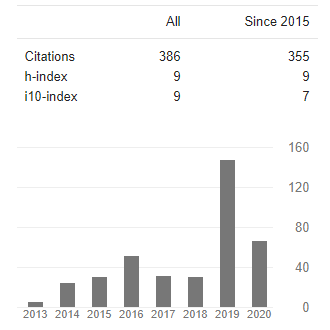 All Since 2015
Citations 386 355
h-index 9 9
i10-index 9 7
160
120
80
40
0
2013 2014 2015 2016 2017 2018 2019 2020